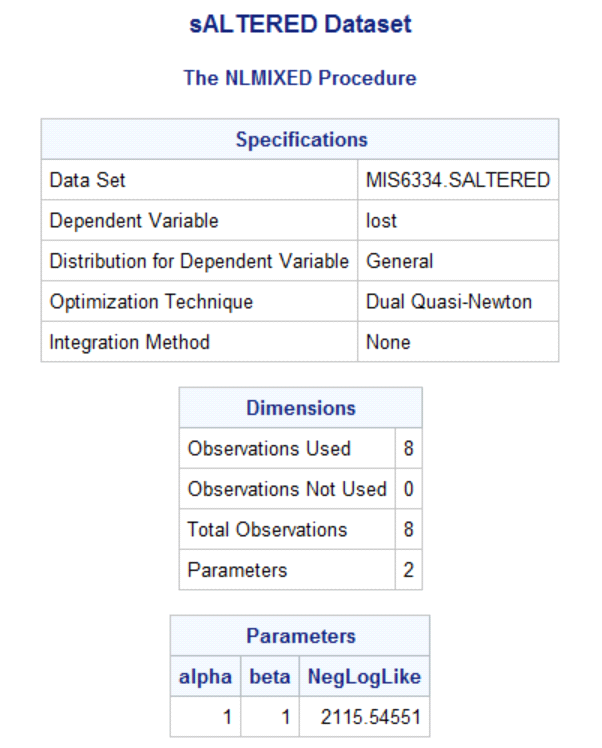 sALTERED Dataset
The NLMIXED Procedure
Specifications
Data Set MIS6334.SALTERED
Dependent Variable lost
Distribution for Dependent Variable General
Optimization Technique Dual Quasi-Newton
Integration Method None
Dimensions
Observations Used 8
Observations Not Used 0
Total Observations 8
Parameters 2
Parameters
alpha beta NegLogLike
1 1 2115.54551